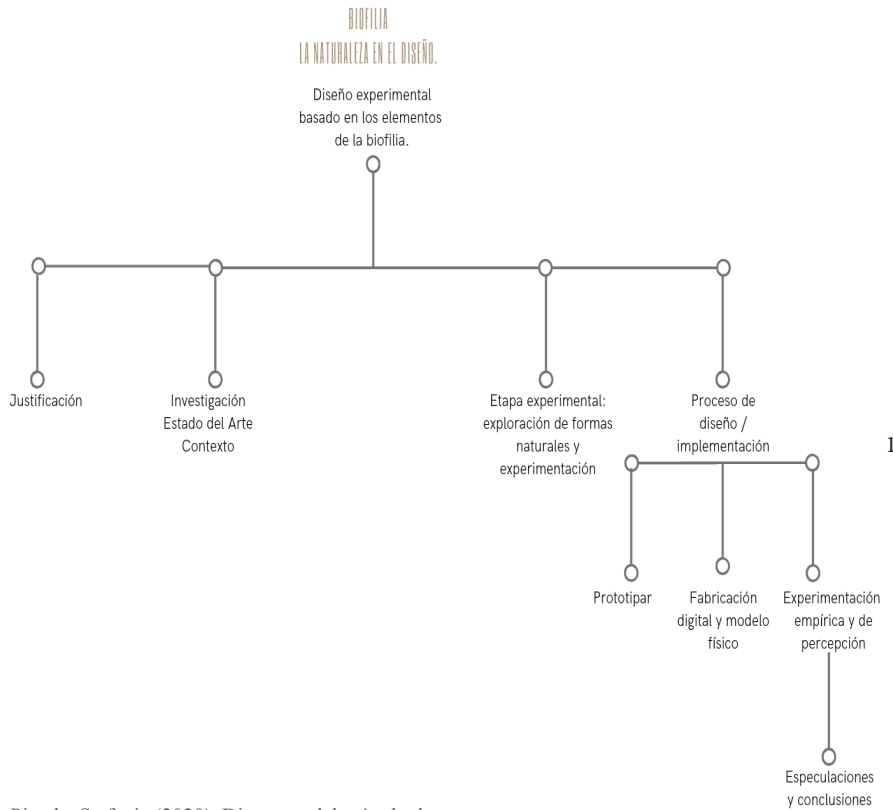 BIOFILIA
LA NATURALEZA EN EL DISEÑO.
Diseño experimental
basado en los elementos
de la biofilia.
Justificación
Investigación
Estado del Arte
Contexto
Etapa experimental:
exploración de formas
naturales y
experimentación
Proceso de
diseño /
implementación
Prototipar
Fabricación
digital y modelo
físico
Experimentación
empírica y de
percepción
Especulaciones
y conclusiones